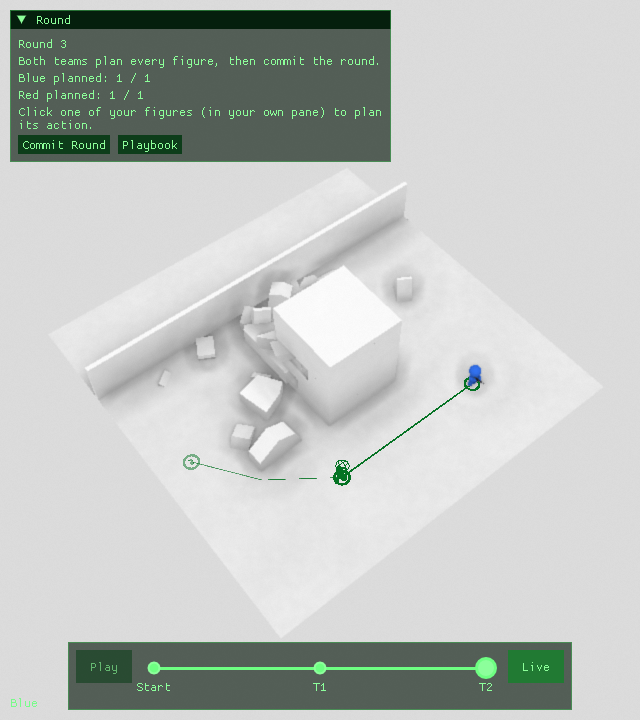 Round
Round 3
Both teams plan every figure, then commit the round.
Blue planned: 1 / 1
Red planned: 1 / 1
Click one of your figures (in your own pane) to plan
its action.
Commit Round Playbook
Play Live
Start T1 T2
Blue